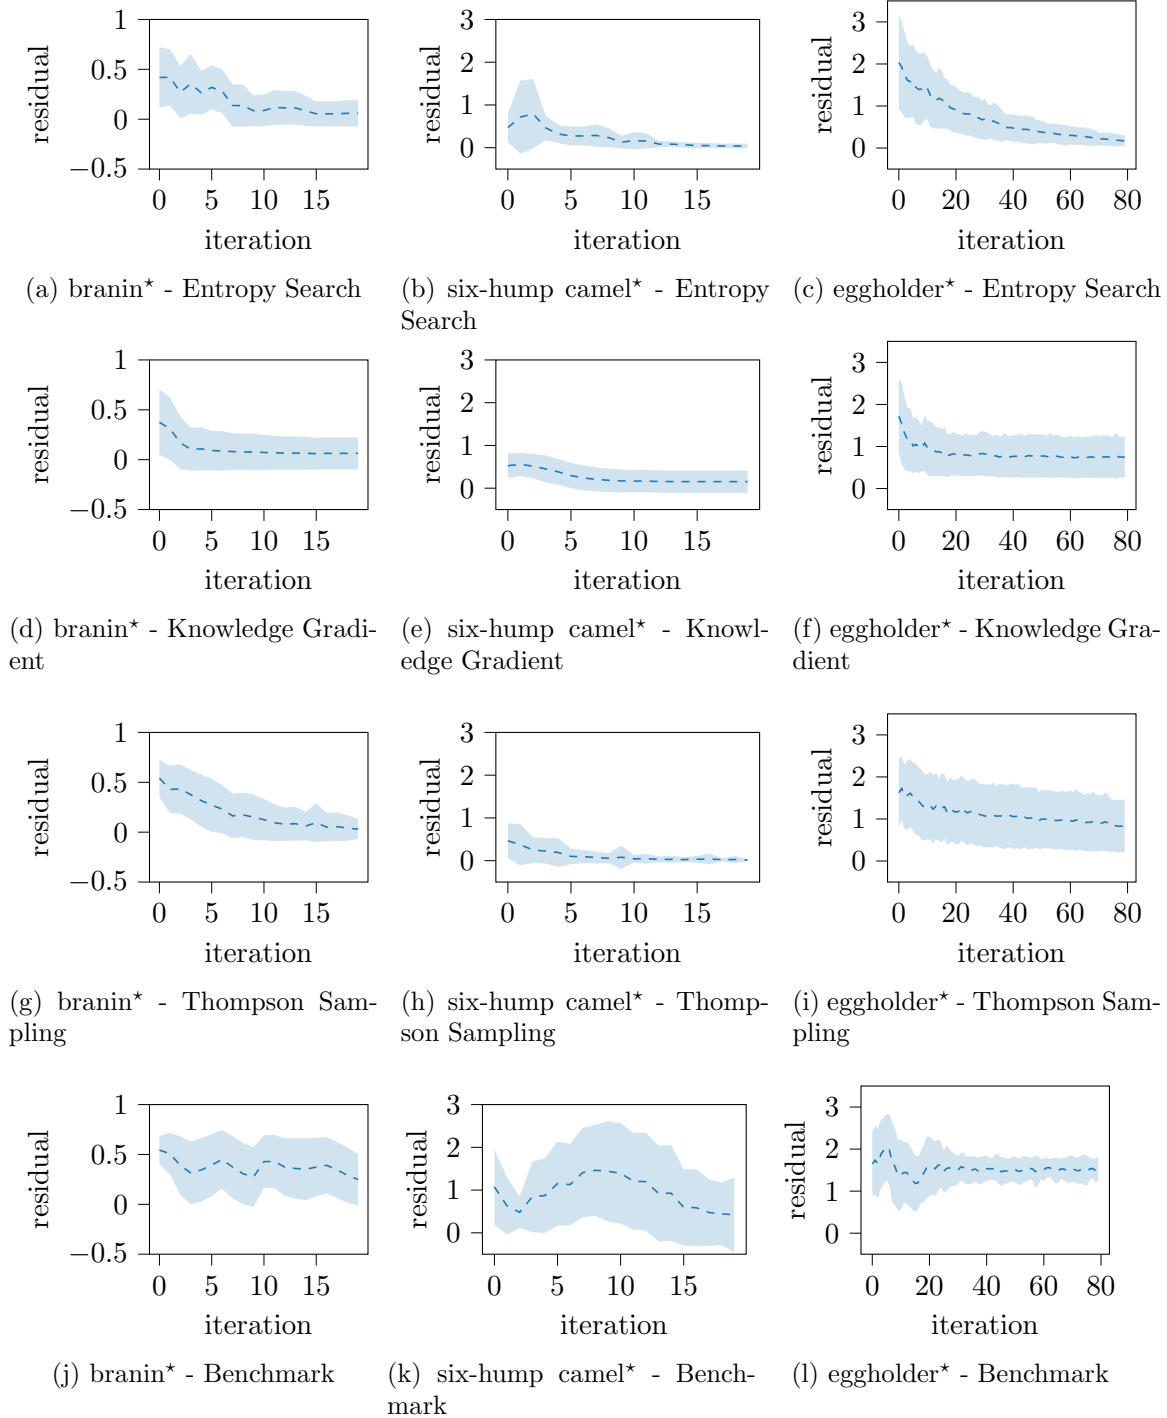 1
0.5
0
−0.5
residual
0 5 10 15
iteration
(a) branin⋆ - Entropy Search
3
2
1
0
residual
0 5 10 15
iteration
(b) six-hump camel⋆ - Entropy
Search
3
2
1
0
residual
0 20 40 60 80
iteration
(c) eggholder⋆ - Entropy Search
1
0.5
0
−0.5
residual
0 5 10 15
iteration
(d) branin⋆ - Knowledge Gradi-
ent
3
2
1
0
residual
0 5 10 15
iteration
(e) six-hump camel⋆ - Knowl-
edge Gradient
3
2
1
0
residual
0 20 40 60 80
iteration
(f) eggholder⋆ - Knowledge Gra-
dient
1
0.5
0
−0.5
residual
0 5 10 15
iteration
(g) branin⋆ - Thompson Sam-
pling
3
2
1
0
residual
0 5 10 15
iteration
(h) six-hump camel⋆ - Thomp-
son Sampling
3
2
1
0
residual
0 20 40 60 80
iteration
(i) eggholder⋆ - Thompson Sam-
pling
1
0.5
0
−0.5
residual
0 5 10 15
iteration
(j) branin⋆ - Benchmark
3
2
1
0
residual
0 5 10 15
iteration
(k) six-hump camel⋆ - Bench-
mark
3
2
1
0
residual
0 20 40 60 80
iteration
(l) eggholder⋆ - Benchmark